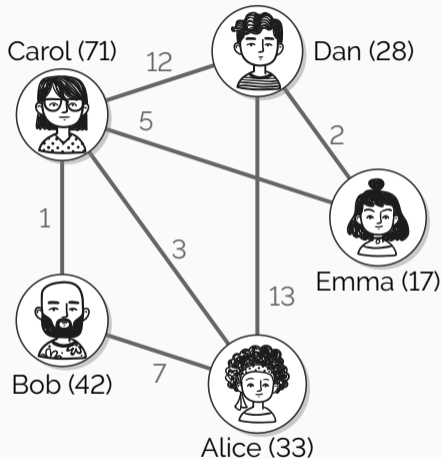 Carol (71)
12
Dan (28)
5
2
1
3
Emma (17)
13
Bob (42)
7
Alice (33)